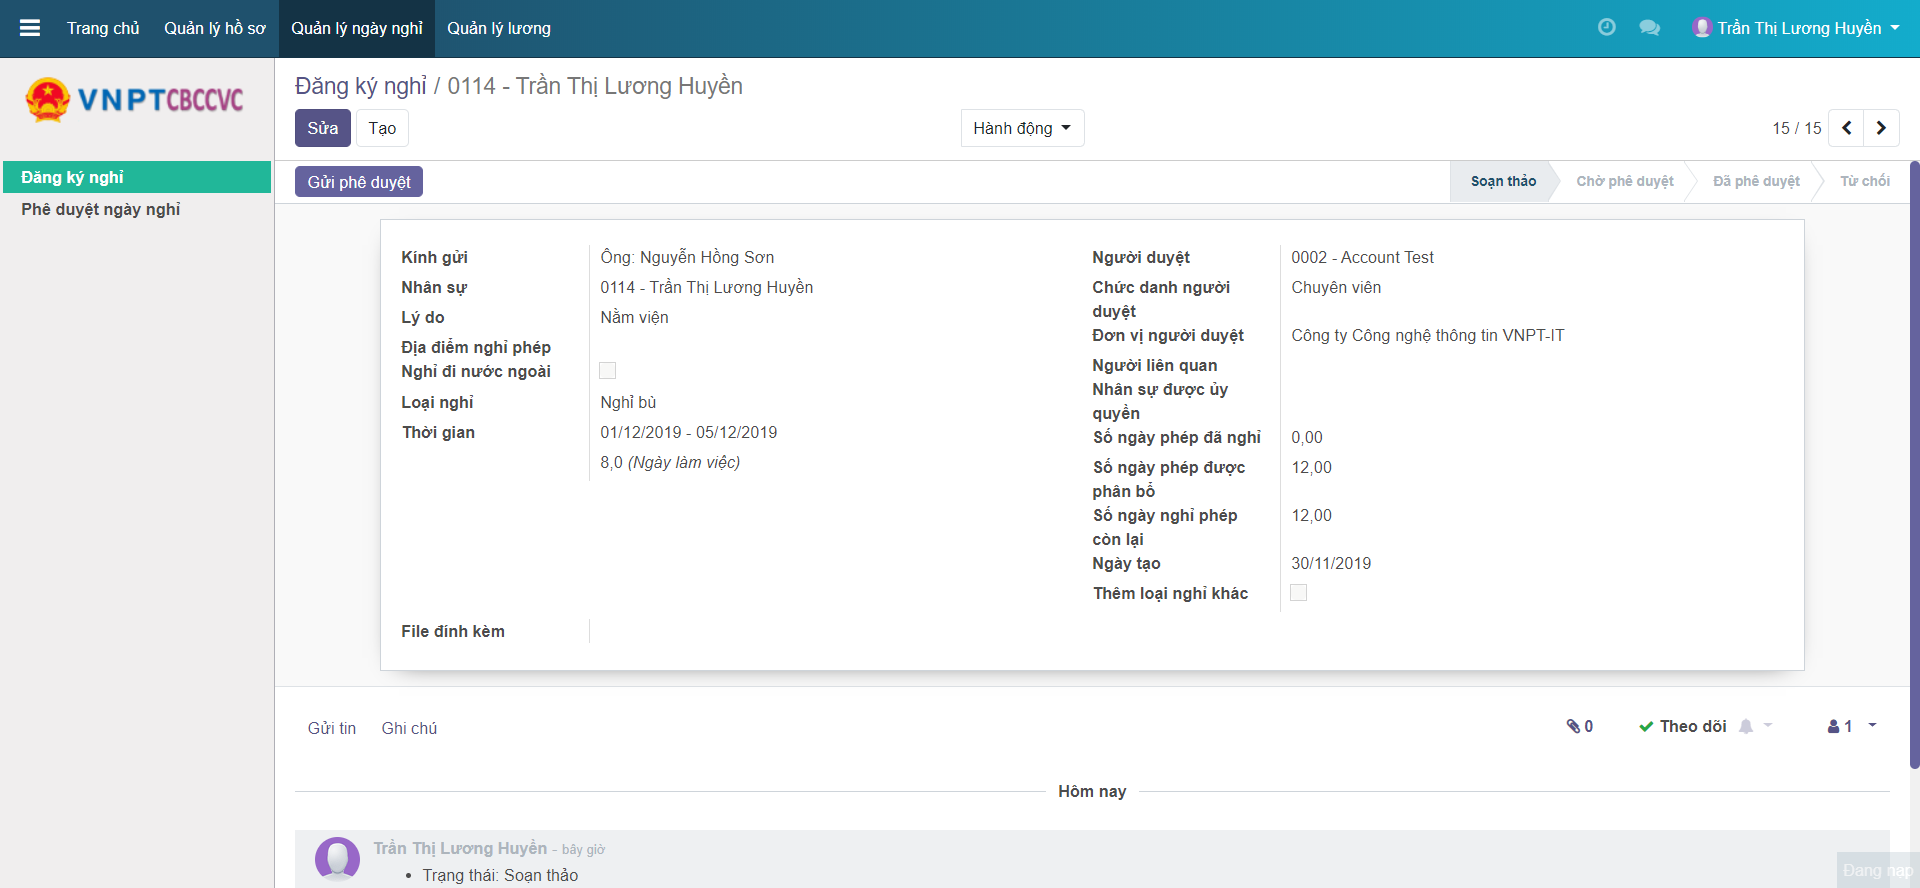 Trang chủ Quản lý hồ sơ Quản lý ngày nghỉ Quản lý lương Trần Thị Lương Huyền
VNPTCBCCVC
Đăng ký nghỉ
Phê duyệt ngày nghỉ
Đăng ký nghỉ / 0114 - Trần Thị Lương Huyền
Sửa Tạo Hành động 15 / 15
Gửi phê duyệt Soạn thảo Chờ phê duyệt Đã phê duyệt Từ chối
Kính gửi Ông: Nguyễn Hồng Sơn
Nhân sự 0114 - Trần Thị Lương Huyền
Lý do Nằm viện
Địa điểm nghỉ phép
Nghỉ đi nước ngoài
Loại nghỉ Nghỉ bù
Thời gian 01/12/2019 - 05/12/2019
8,0 (Ngày làm việc)
File đính kèm
Người duyệt 0002 - Account Test
Chức danh người Chuyên viên
duyệt
Đơn vị người duyệt Công ty Công nghệ thông tin VNPT-IT
Người liên quan
Nhân sự được ủy
quyền
Số ngày phép đã nghỉ 0,00
Số ngày phép được 12,00
phân bổ
Số ngày nghỉ phép 12,00
còn lại
Ngày tạo 30/11/2019
Thêm loại nghỉ khác
Gửi tin Ghi chú 0 Theo dõi 1
Hôm nay
Trần Thị Lương Huyền - bây giờ
• Trạng thái: Soạn thảo
Đang nạp